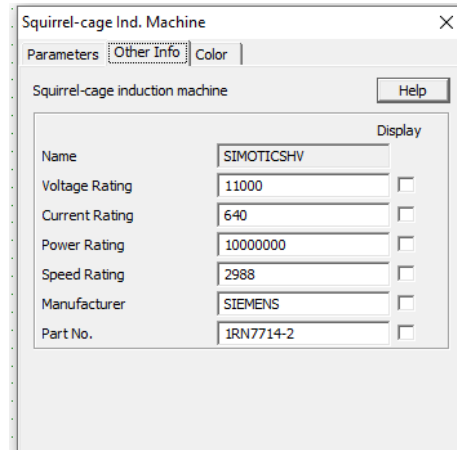 Squirrel-cage Ind. Machine
Parameters Other Info Color
Squirrel-cage induction machine Help
Display
Name SIMOTICSHV
Voltage Rating 11000
Current Rating 640
Power Rating 10000000
Speed Rating 2988
Manufacturer SIEMENS
Part No. 1RN7714-2